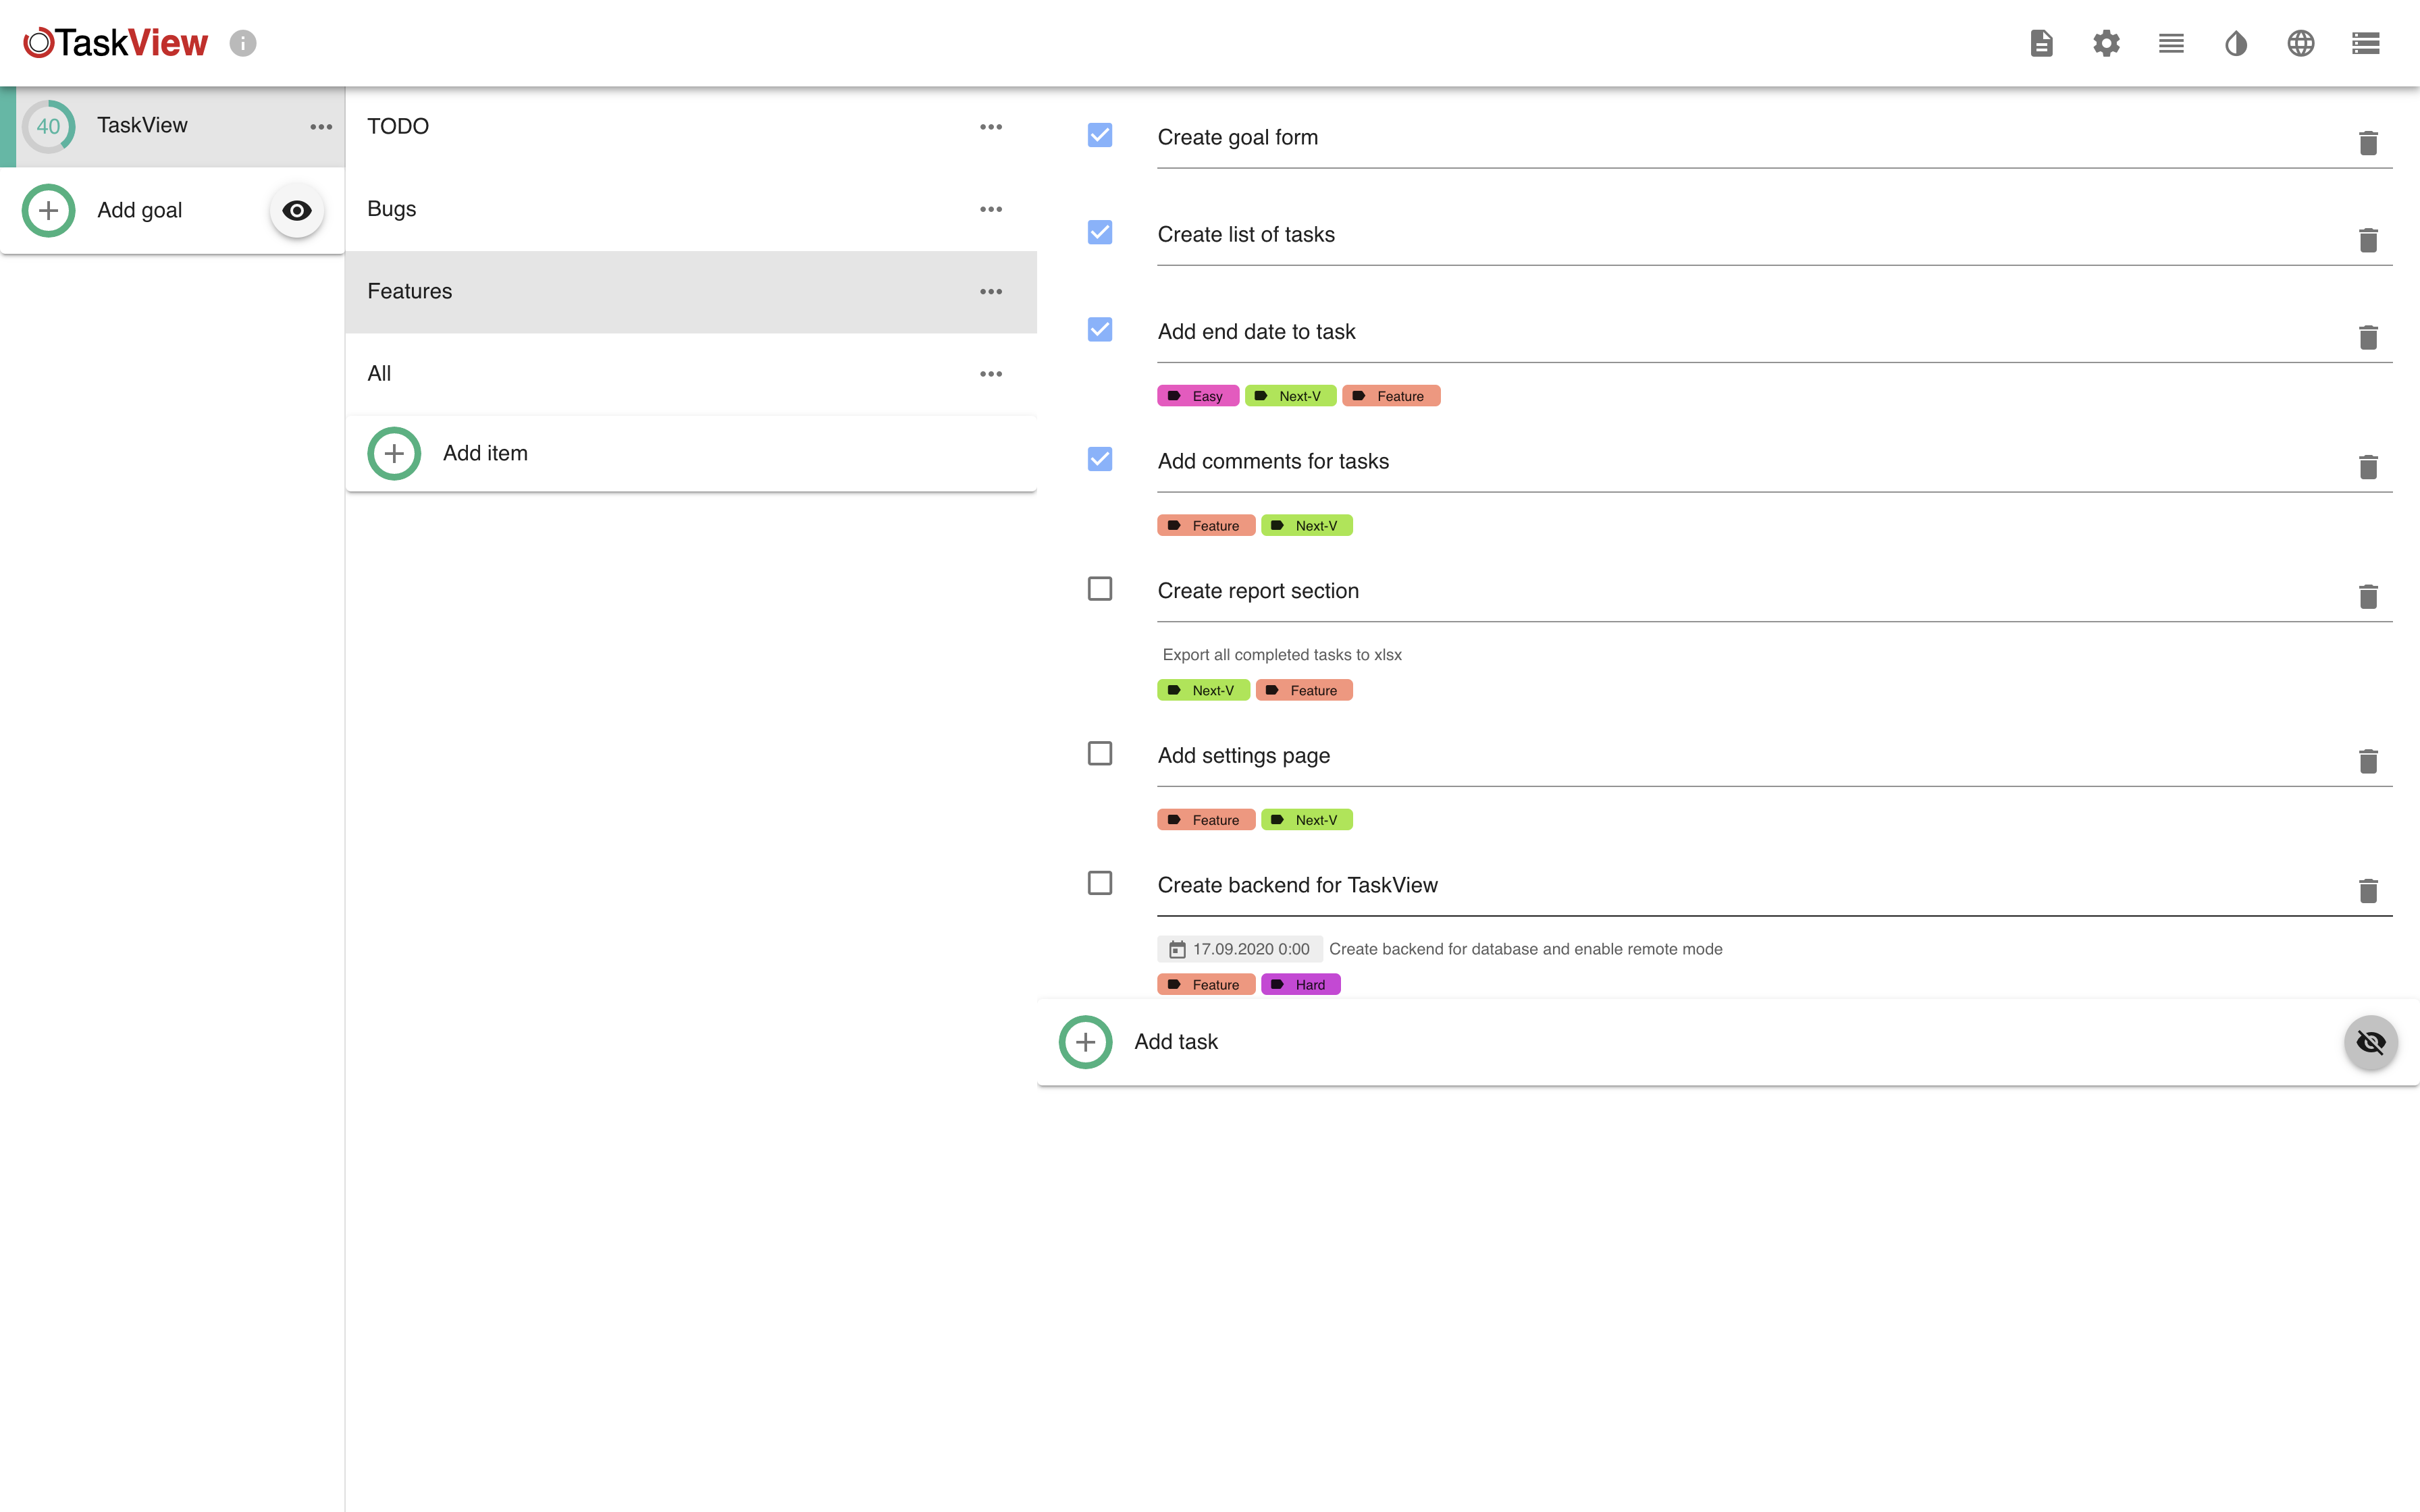 TaskView
40 TaskView
Add goal
TODO
Bugs
Features
All
Add item
Create goal form
Create list of tasks
Add end date to task
Easy Next-V Feature
Add comments for tasks
Feature Next-V
Create report section
Export all completed tasks to xlsx
Next-V Feature
Add settings page
Feature Next-V
Create backend for TaskView
17.09.2020 0:00 Create backend for database and enable remote mode
Feature Hard
Add task